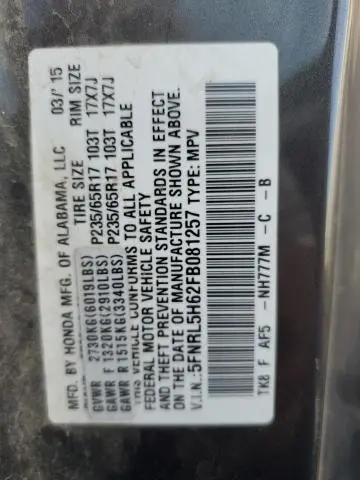 MFD. BY HONDA MFG. OF ALABAMA, LLC 03/'15
TIRE SIZE RIM SIZE
GVWR 2730KG(6019LBS)
GAWR F 1320KG(2910LBS) P235/65R17 103T 17X7J
GAWR R 1515KG(3340LBS) P235/65R17 103T 17X7J
THIS VEHICLE CONFORMS TO ALL APPLICABLE
FEDERAL MOTOR VEHICLE SAFETY
AND THEFT PREVENTION STANDARDS IN EFFECT
ON THE DATE OF MANUFACTURE SHOWN ABOVE.
V.I.N.:5FNRL5H62FB081257 TYPE: MPV
TK8 F AF5 -NH777M -C -B